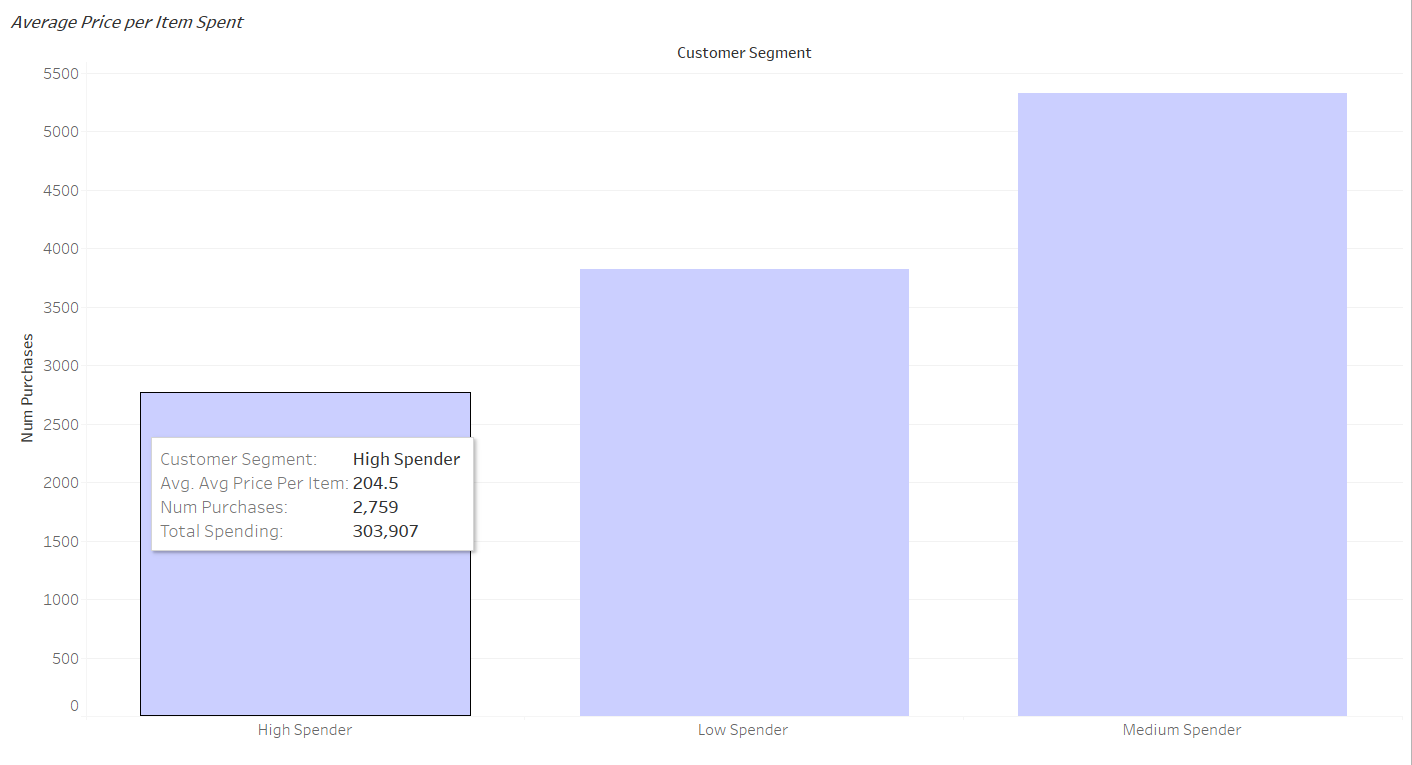 Average Price per Item Spent
Customer Segment
5500
5000
4500
4000
3500
3000
2500
2000
1500
1000
500
0
Num Purchases
Customer Segment: High Spender
Avg. Avg Price Per Item: 204.5
Num Purchases: 2,759
Total Spending: 303,907
High Spender
Low Spender
Medium Spender